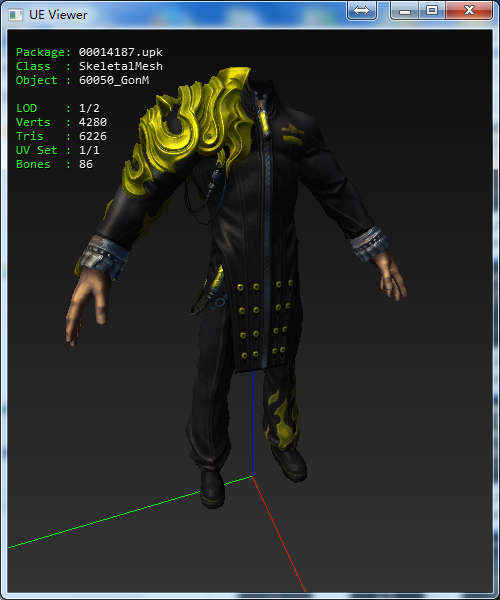 UE Viewer
Package: 00014187.upk
Class : SkeletalMesh
Object : 60050_GonM
LOD : 1/2
Verts : 4280
Tris : 6226
UV Set : 1/1
Bones : 86